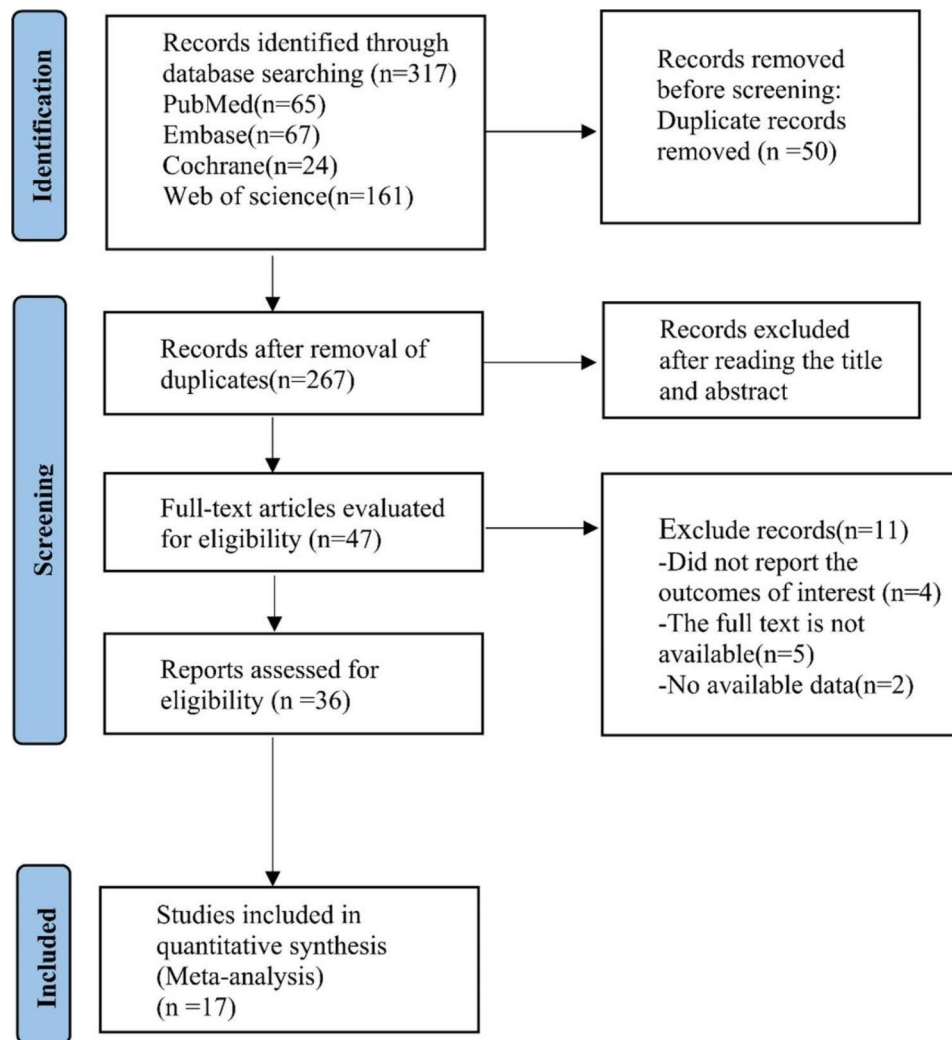 Identification
Records identified through
database searching (n=317)
PubMed(n=65)
Embase(n=67)
Cochrane(n=24)
Web of science(n=161)
Records removed
before screening:
Duplicate records
removed (n =50)
Screening
Records after removal of
duplicates(n=267)
Records excluded
after reading the title
and abstract
Full-text articles evaluated
for eligibility (n=47)
Exclude records(n=11)
-Did not report the
outcomes of interest (n=4)
-The full text is not
available(n=5)
-No available data(n=2)
Reports assessed for
eligibility (n =36)
Included
Studies included in
quantitative synthesis
(Meta-analysis)
(n =17)